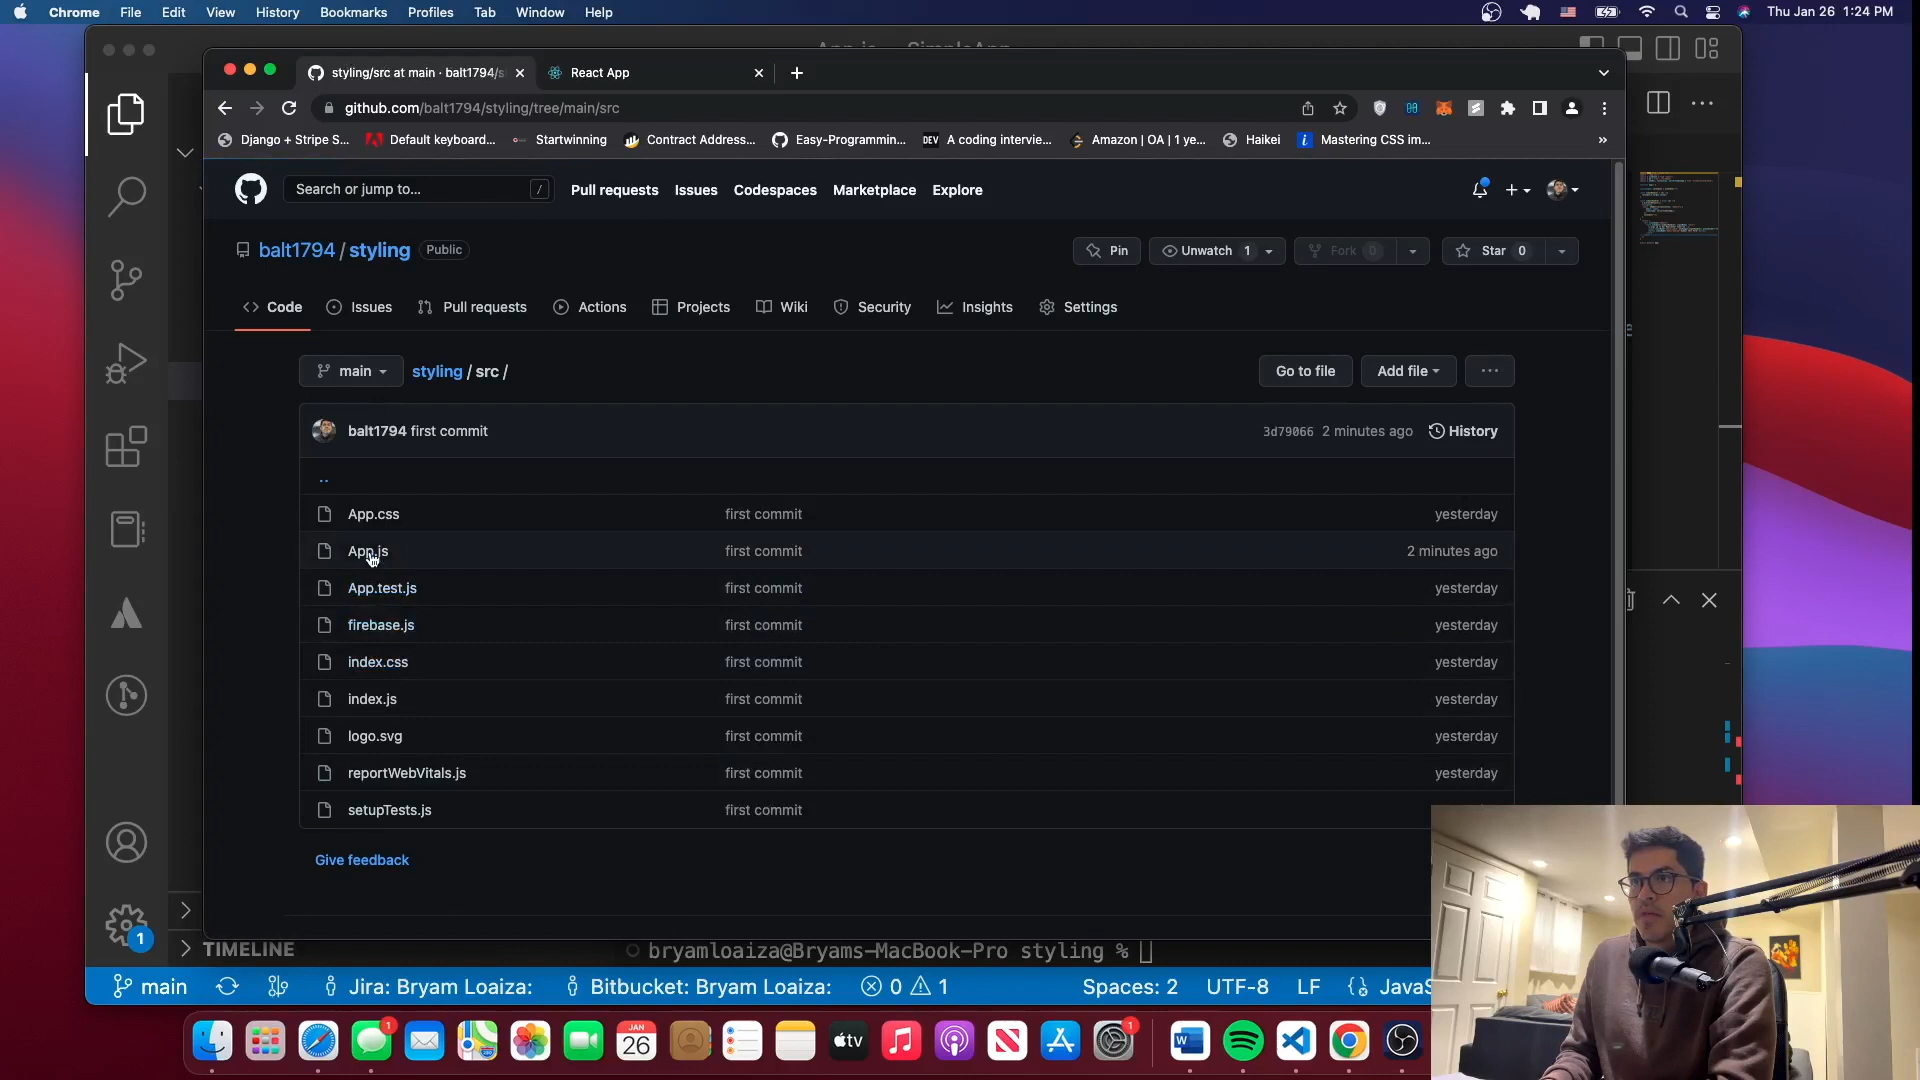 Chrome File Edit View History Bookmarks Profiles Tab Window Help Thu Jan 26 1:24 PM
styling/src at main · balt1794/s React App
github.com/balt1794/styling/tree/main/src
Django + Stripe S... Default keyboard... Startwinning Contract Address... Easy-Programmin... DEV A coding intervie... Amazon | OA | 1 ye... Haikei Mastering CSS im... »
Search or jump to... / Pull requests Issues Codespaces Marketplace Explore
balt1794 / styling Public Pin Unwatch 1 Fork 0 Star 0
<> Code Issues Pull requests Actions Projects Wiki Security Insights Settings
main styling / src / Go to file Add file ...
balt1794 first commit 3d79066 2 minutes ago History
..
App.css first commit yesterday
App.js first commit 2 minutes ago
App.test.js first commit yesterday
firebase.js first commit yesterday
index.css first commit yesterday
index.js first commit yesterday
logo.svg first commit yesterday
reportWebVitals.js first commit yesterday
setupTests.js first commit
Give feedback
TIMELINE bryamloaiza@Bryams-MacBook-Pro styling %
1
main Jira: Bryam Loaiza: Bitbucket: Bryam Loaiza: 0 1 Spaces: 2 UTF-8 LF {} JavaS
1 JAN 26 tv 1 W